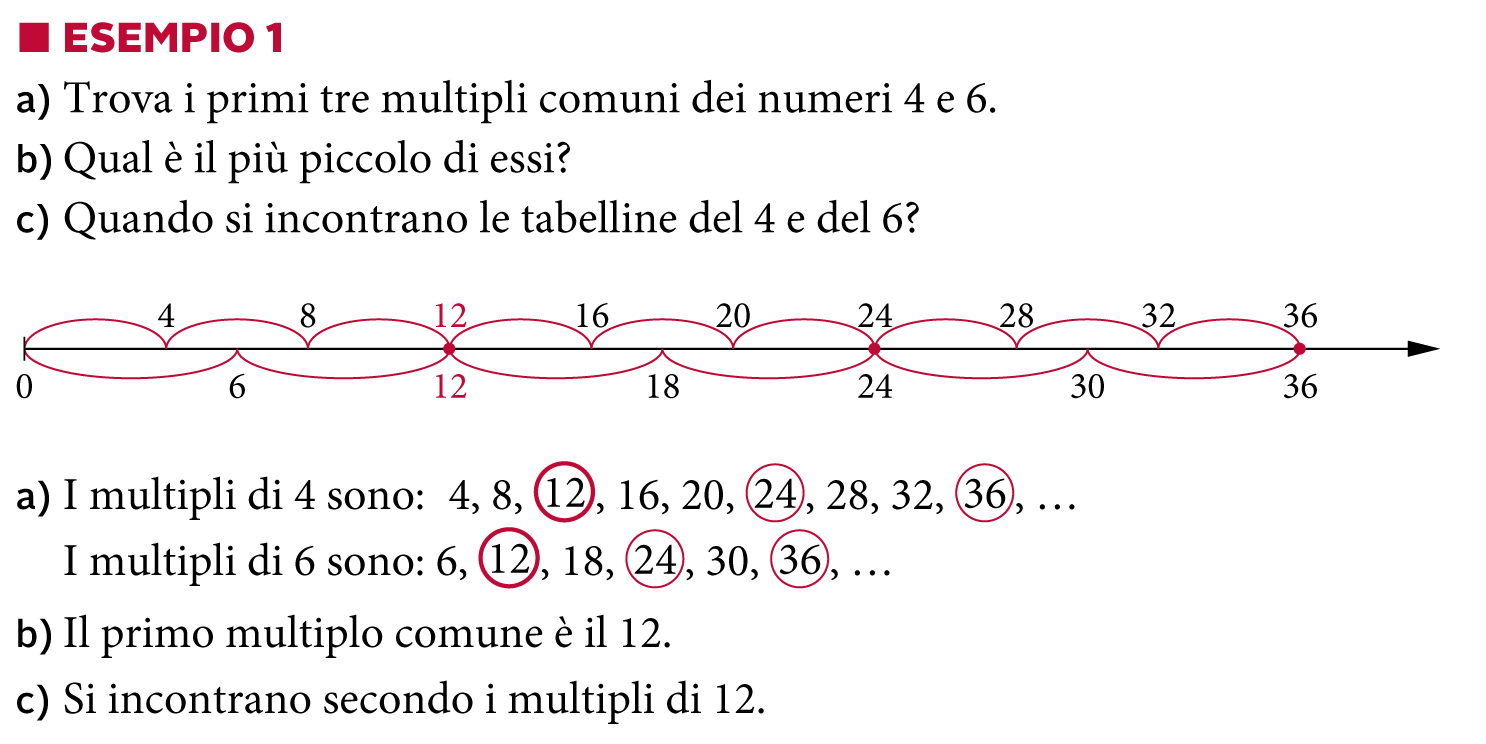 ESEMPIO 1
a) Trova i primi tre multipli comuni dei numeri 4 e 6.
b) Qual è il più piccolo di essi?
c) Quando si incontrano le tabelline del 4 e del 6?
4 8 12 16 20 24 28 32 36
0 6 12 18 24 30 36
a) I multipli di 4 sono: 4, 8, 12, 16, 20, 24, 28, 32, 36, …
I multipli di 6 sono: 6, 12, 18, 24, 30, 36, …
b) Il primo multiplo comune è il 12.
c) Si incontrano secondo i multipli di 12.